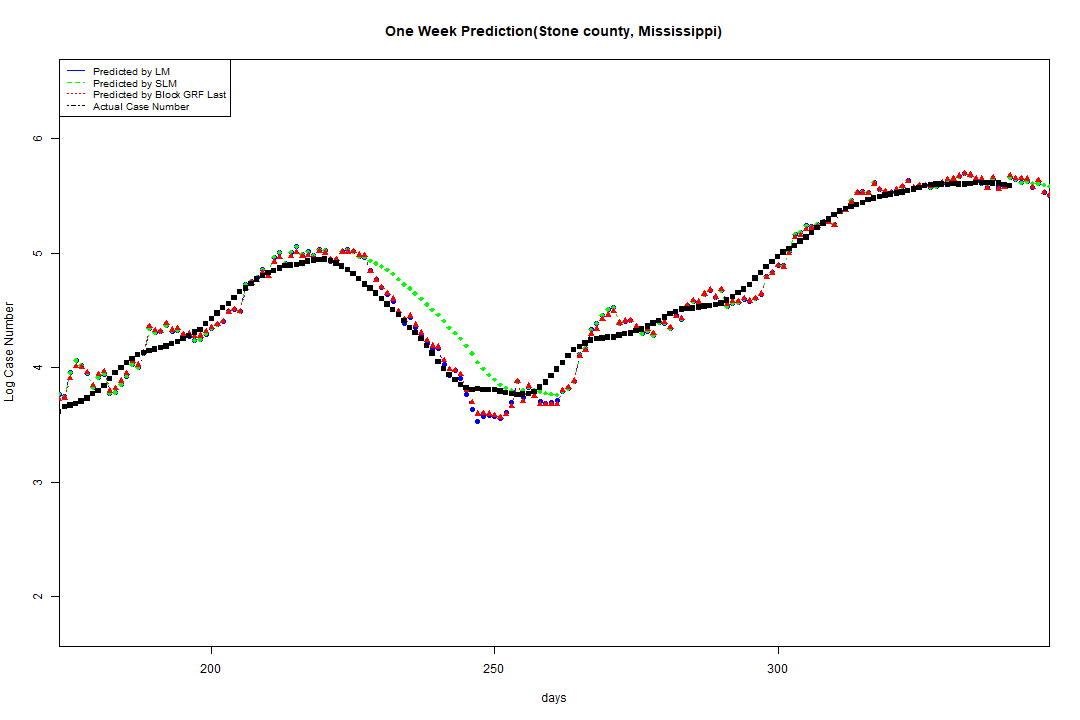 One Week Prediction(Stone county, Mississippi)
Predicted by LM
Predicted by SLM
Predicted by Block GRF Last
Actual Case Number
6
5
4
3
2
Log Case Number
200
250
300
days